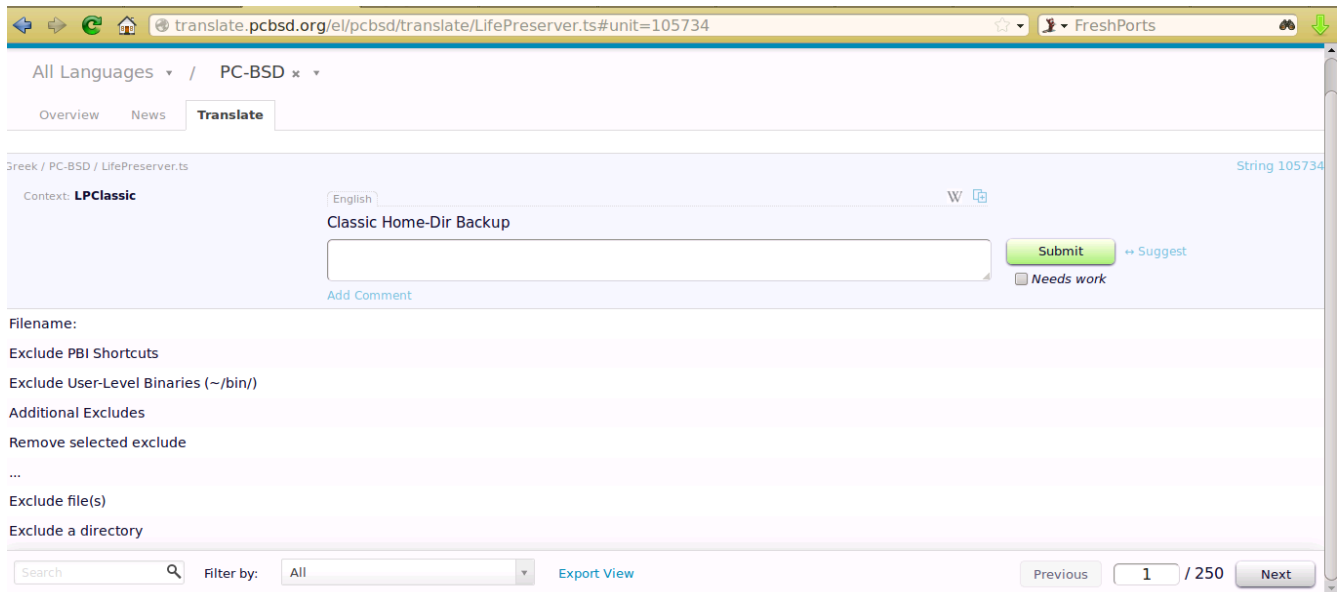 translate.pcbsd.org/el/pcbsd/translate/LifePreserver.ts#unit=105734 FreshPorts
All Languages / PC-BSD ×
Overview News Translate
Greek / PC-BSD / LifePreserver.ts String 105734
Context: LPClassic English W
Classic Home-Dir Backup
Submit ↔ Suggest
Needs work
Add Comment
Filename:
Exclude PBI Shortcuts
Exclude User-Level Binaries (~/bin/)
Additional Excludes
Remove selected exclude
...
Exclude file(s)
Exclude a directory
Search Filter by: All Export View Previous 1 / 250 Next